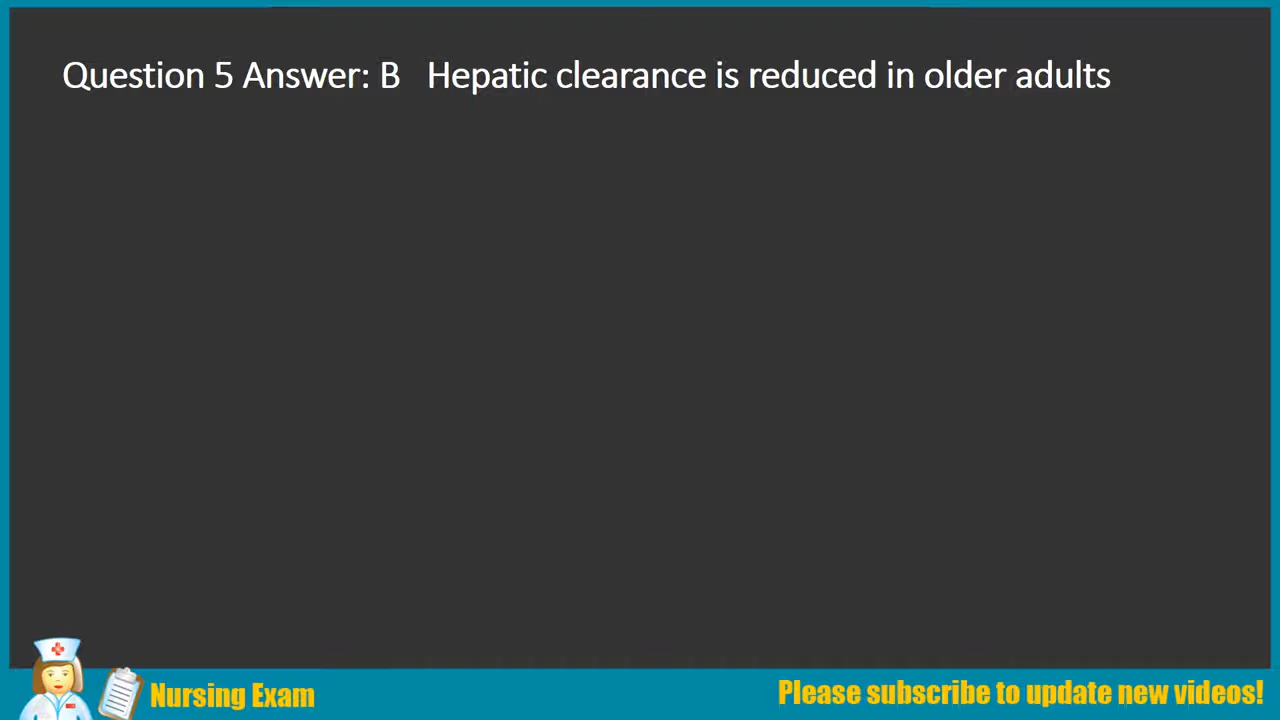 Question 5 Answer: B   Hepatic clearance is reduced in older adults
Nursing Exam
Please subscribe to update new videos!